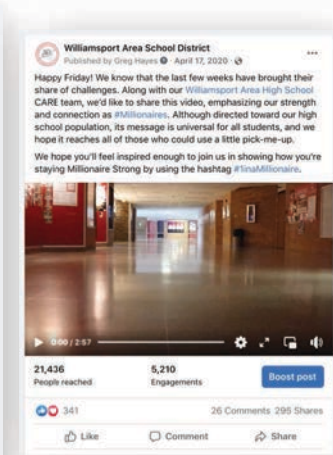 Williamsport Area School District
Published by Greg Hayes · April 17, 2020 ·
Happy Friday! We know that the last few weeks have brought their
share of challenges. Along with our Williamsport Area High School
CARE team, we'd like to share this video, emphasizing our strength
and connection as #Millionaires. Although directed toward our high
school population, its message is universal for all students, and we
hope it reaches all of those who could use a little pick-me-up.
We hope you'll feel inspired enough to join us in showing how you're
staying Millionaire Strong by using the hashtag #1inaMillionaire.
0:00 / 2:57
21,436
People reached
5,210
Engagements
Boost post
341
26 Comments 295 Shares
Like
Comment
Share